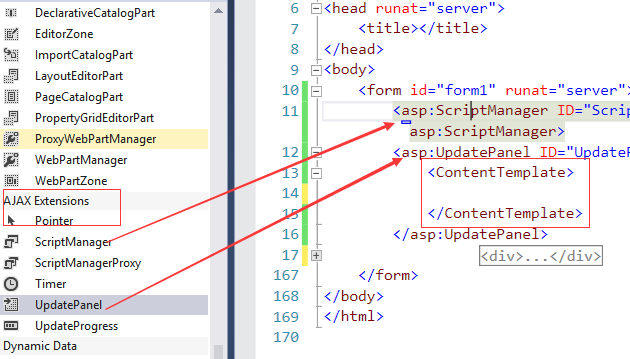 DeclarativeCatalogPart
EditorZone
ImportCatalogPart
LayoutEditorPart
PageCatalogPart
PropertyGridEditorPart
ProxyWebPartManager
WebPartManager
WebPartZone
AJAX Extensions
Pointer
ScriptManager
ScriptManagerProxy
Timer
UpdatePanel
UpdateProgress
Dynamic Data
6 <head runat="server">
7 <title></title>
8 </head>
9 <body>
10 <form id="form1" runat="server">
11 <asp:ScriptManager ID="Scrip
asp:ScriptManager>
12 <asp:UpdatePanel ID="UpdateP
13 <ContentTemplate>
14
15 </ContentTemplate>
16 </asp:UpdatePanel>
17 <div>...</div>
167 </form>
168 </body>
169 </html>
170